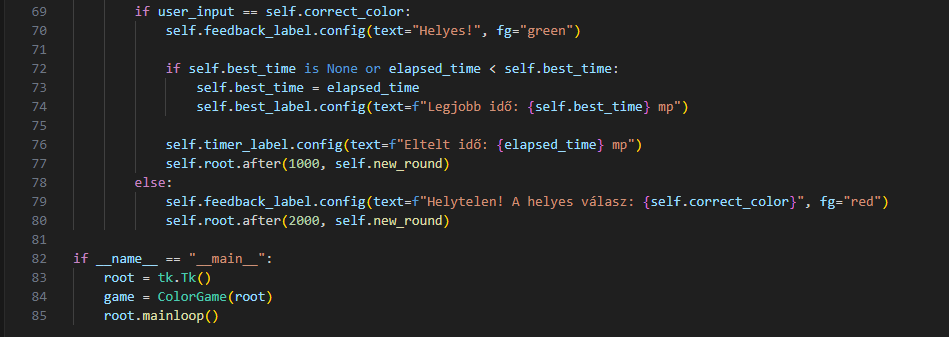 69 if user_input == self.correct_color:
70 self.feedback_label.config(text="Helyes!", fg="green")
71
72 if self.best_time is None or elapsed_time < self.best_time:
73 self.best_time = elapsed_time
74 self.best_label.config(text=f"Legjobb idő: {self.best_time} mp")
75
76 self.timer_label.config(text=f"Eltelt idő: {elapsed_time} mp")
77 self.root.after(1000, self.new_round)
78 else:
79 self.feedback_label.config(text=f"Helytelen! A helyes válasz: {self.correct_color}", fg="red")
80 self.root.after(2000, self.new_round)
81
82 if __name__ == "__main__":
83 root = tk.Tk()
84 game = ColorGame(root)
85 root.mainloop()